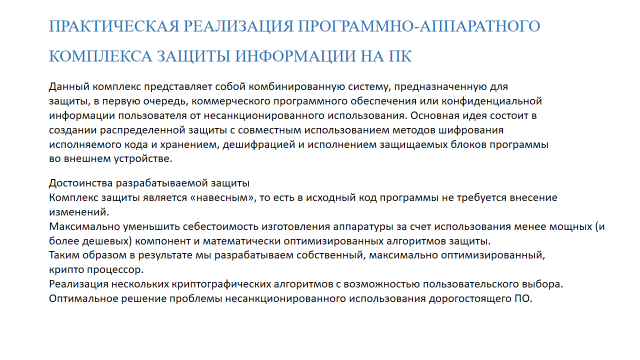 ПРАКТИЧЕСКАЯ РЕАЛИЗАЦИЯ ПРОГРАММНО-АППАРАТНОГО
КОМПЛЕКСА ЗАЩИТЫ ИНФОРМАЦИИ НА ПК
Данный комплекс представляет собой комбинированную систему, предназначенную для
защиты, в первую очередь, коммерческого программного обеспечения или конфиденциальной
информации пользователя от несанкционированного использования. Основная идея состоит в
создании распределенной защиты с совместным использованием методов шифрования
исполняемого кода и хранением, дешифрацией и исполнением защищаемых блоков программы
во внешнем устройстве.
Достоинства разрабатываемой защиты
Комплекс защиты является «навесным», то есть в исходный код программы не требуется внесение
изменений.
Максимально уменьшить себестоимость изготовления аппаратуры за счет использования менее мощных (и
более дешевых) компонент и математически оптимизированных алгоритмов защиты.
Таким образом в результате мы разрабатываем собственный, максимально оптимизированный,
крипто процессор.
Реализация нескольких криптографических алгоритмов с возможностью пользовательского выбора.
Оптимальное решение проблемы несанкционированного использования дорогостоящего ПО.